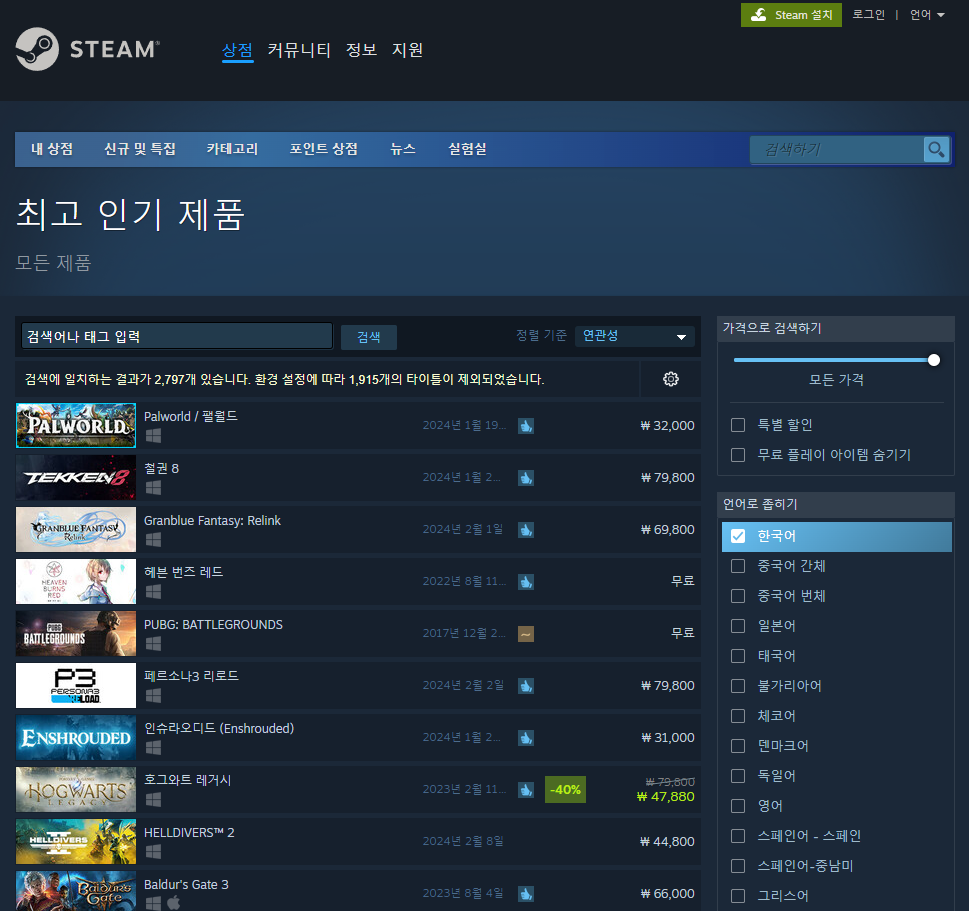 Steam 설치 로그인 | 언어
STEAM®
상점 커뮤니티 정보 지원
내 상점 신규 및 특집 카테고리 포인트 상점 뉴스 실험실 검색하기
최고 인기 제품
모든 제품
검색어나 태그 입력 검색 정렬 기준 연관성
검색에 일치하는 결과가 2,797개 있습니다. 환경 설정에 따라 1,915개의 타이틀이 제외되었습니다.
PALWORLD
Palworld / 팰월드 2024년 1월 19... ₩ 32,000
TEKKEN 8
철권 8 2024년 1월 2... ₩ 79,800
GRANBLUE FANTASY Relink
Granblue Fantasy: Relink 2024년 2월 1일 ₩ 69,800
HEAVEN BURNS RED
헤븐 번즈 레드 2022년 8월 11... 무료
PUBG BATTLEGROUNDS
PUBG: BATTLEGROUNDS 2017년 12월 2... 무료
P3 PERSONA3 RELOAD
페르소나3 리로드 2024년 2월 2일 ₩ 79,800
ENSHROUDED
인슈라오디드 (Enshrouded) 2024년 1월 2... ₩ 31,000
HOGWARTS LEGACY
호그와트 레거시 2023년 2월 11... -40% ₩ 79,800
₩ 47,880
HELLDIVERS II
HELLDIVERS™ 2 2024년 2월 8일 ₩ 44,800
BALDUR'S GATE
Baldur's Gate 3 2023년 8월 4일 ₩ 66,000
가격으로 검색하기
모든 가격
특별 할인
무료 플레이 아이템 숨기기
언어로 좁히기
한국어
중국어 간체
중국어 번체
일본어
태국어
불가리아어
체코어
덴마크어
독일어
영어
스페인어 - 스페인
스페인어-중남미
그리스어